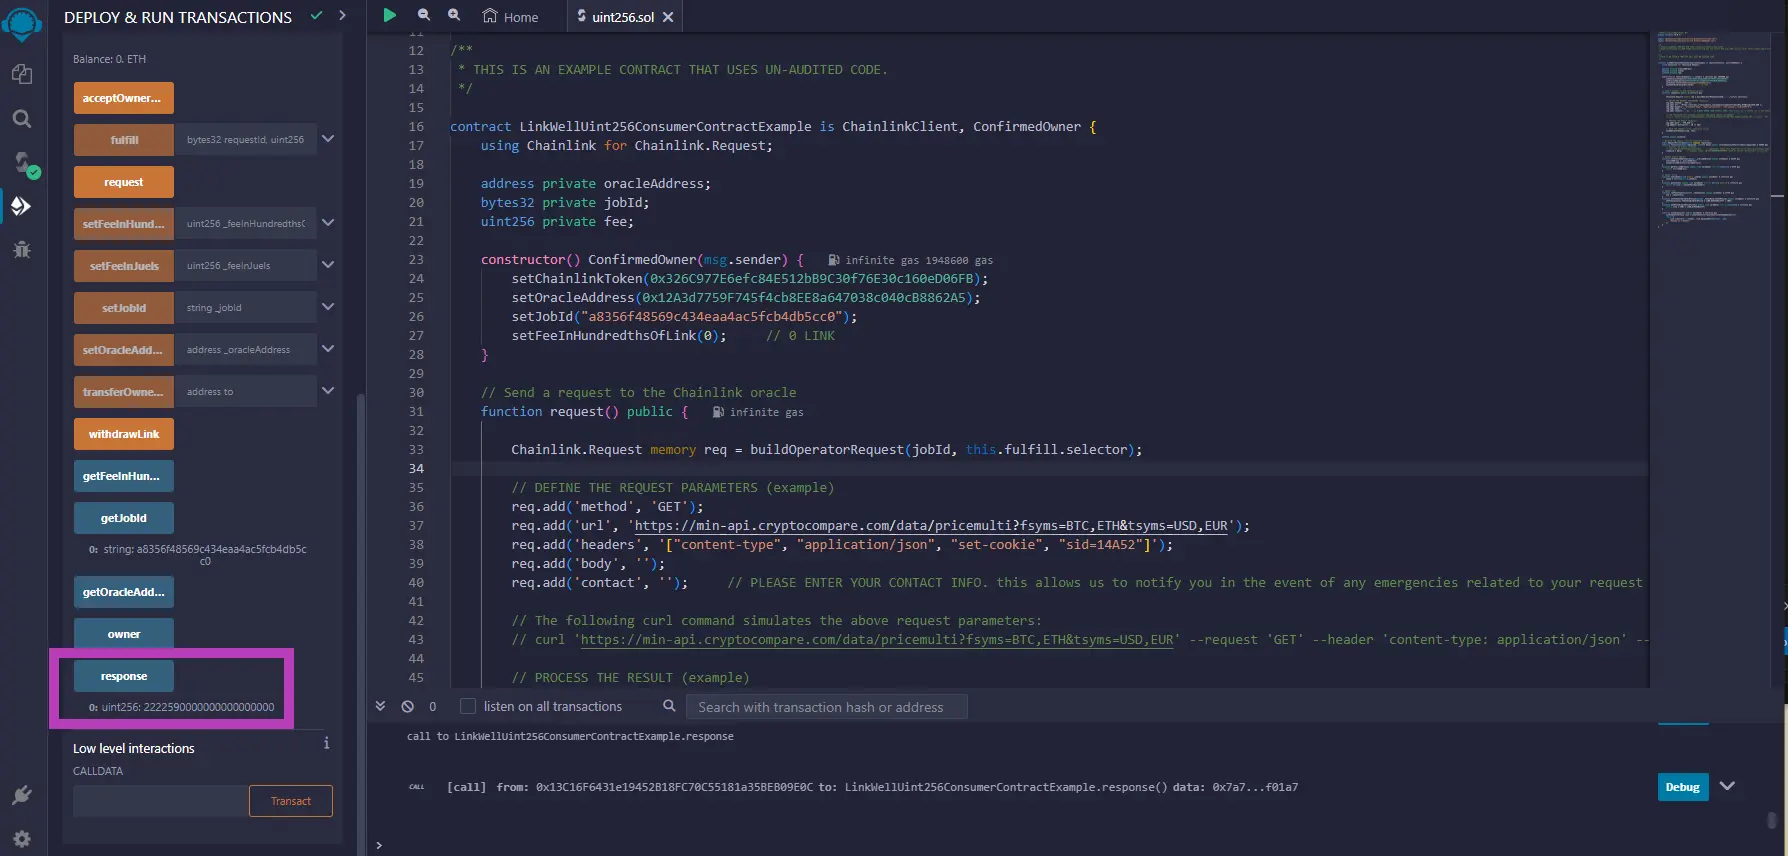 DEPLOY & RUN TRANSACTIONS
Balance: 0. ETH
acceptOwner...
fulfill bytes32 requestId, uint256
request
setFeeInHund... uint256 _feeInHundredthsO
setFeeInJuels uint256 _feeInJuels
setJobId string _jobId
setOracleAdd... address _oracleAddress
transferOwne... address to
withdrawLink
getFeeInHun...
getJobId
0: string: a8356f48569c434eaa4ac5fcb4db5c
c0
getOracleAdd...
owner
response
0: uint256: 2222590000000000000000
Low level interactions i
CALLDATA
Transact
Home
uint256.sol
11
12 /**
13 * THIS IS AN EXAMPLE CONTRACT THAT USES UN-AUDITED CODE.
14 */
15
16 contract LinkWellUint256ConsumerContractExample is ChainlinkClient, ConfirmedOwner {
17 using Chainlink for Chainlink.Request;
18
19 address private oracleAddress;
20 bytes32 private jobId;
21 uint256 private fee;
22
23 constructor() ConfirmedOwner(msg.sender) { infinite gas 1948600 gas
24 setChainlinkToken(0x326C977E6efc84E512bB9C30f76E30c160eD06FB);
25 setOracleAddress(0x12A3d7759F745f4cb8EE8a647038c040cB8862A5);
26 setJobId("a8356f48569c434eaa4ac5fcb4db5cc0");
27 setFeeInHundredthsOfLink(0); // 0 LINK
28 }
29
30 // Send a request to the Chainlink oracle
31 function request() public { infinite gas
32
33 Chainlink.Request memory req = buildOperatorRequest(jobId, this.fulfill.selector);
34
35 // DEFINE THE REQUEST PARAMETERS (example)
36 req.add('method', 'GET');
37 req.add('url', 'https://min-api.cryptocompare.com/data/pricemulti?fsyms=BTC,ETH&tsyms=USD,EUR');
38 req.add('headers', '["content-type", "application/json", "set-cookie", "sid=14A52"]');
39 req.add('body', '');
40 req.add('contact', ''); // PLEASE ENTER YOUR CONTACT INFO. this allows us to notify you in the event of any emergencies related to your request
41
42 // The following curl command simulates the above request parameters:
43 // curl 'https://min-api.cryptocompare.com/data/pricemulti?fsyms=BTC,ETH&tsyms=USD,EUR' --request 'GET' --header 'content-type: application/json' --
44
45 // PROCESS THE RESULT (example)
0 listen on all transactions Search with transaction hash or address
call to LinkWellUint256ConsumerContractExample.response
CALL [call] from: 0x13C16F6431e19452B18FC70C55181a35BEB09E0C to: LinkWellUint256ConsumerContractExample.response() data: 0x7a7...f01a7 Debug
>